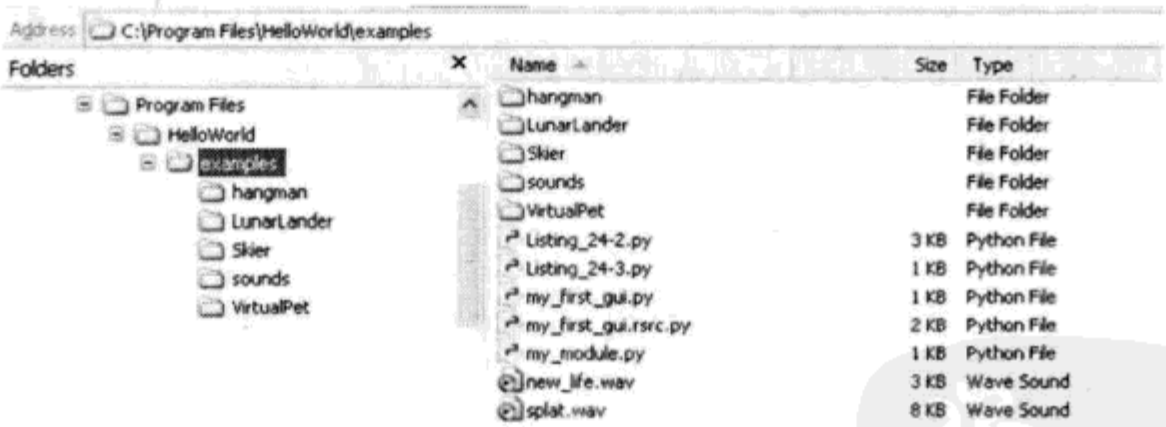 Address C:\Program Files\HelloWorld\examples
Folders
Program Files
HelloWorld
examples
hangman
LunarLander
Skier
sounds
VirtualPet
Name Size Type
hangman File Folder
LunarLander File Folder
Skier File Folder
sounds File Folder
VirtualPet File Folder
Listing_24-2.py 3 KB Python File
Listing_24-3.py 1 KB Python File
my_first_gui.py 1 KB Python File
my_first_gui.rsrc.py 2 KB Python File
my_module.py 1 KB Python File
new_life.wav 3 KB Wave Sound
splat.wav 8 KB Wave Sound